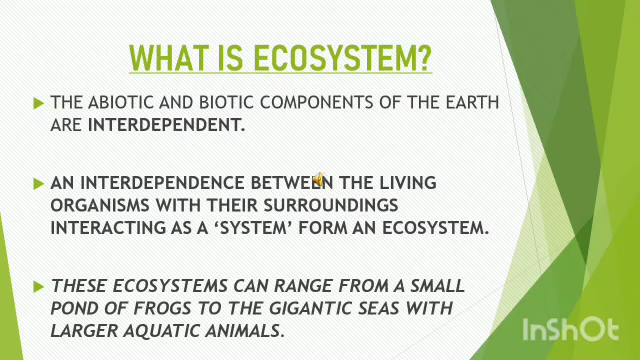 WHAT IS ECOSYSTEM?
THE ABIOTIC AND BIOTIC COMPONENTS OF THE EARTH
ARE INTERDEPENDENT.
AN INTERDEPENDENCE BETWEEN THE LIVING
ORGANISMS WITH THEIR SURROUNDINGS
INTERACTING AS A ‘SYSTEM’ FORM AN ECOSYSTEM.
THESE ECOSYSTEMS CAN RANGE FROM A SMALL
POND OF FROGS TO THE GIGANTIC SEAS WITH
LARGER AQUATIC ANIMALS.
InShOt